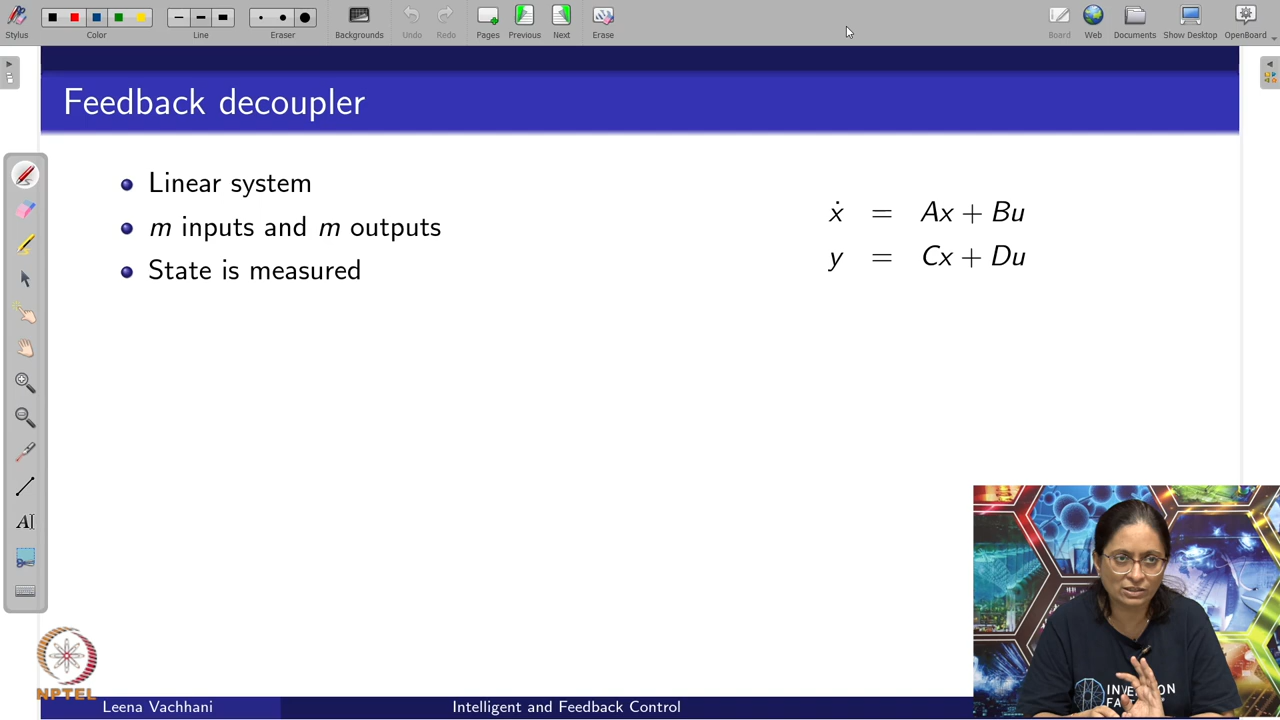 Stylus
Color
Line
Eraser
Backgrounds
Undo
Redo
Pages
Previous
Next
Erase
Board
Web
Documents
Show Desktop
OpenBoard
Feedback decoupler
Linear system
m inputs and m outputs
State is measured
ẋ = Ax + Bu
y = Cx + Du
AI
NPTEL
Leena Vachhani
Intelligent and Feedback Control